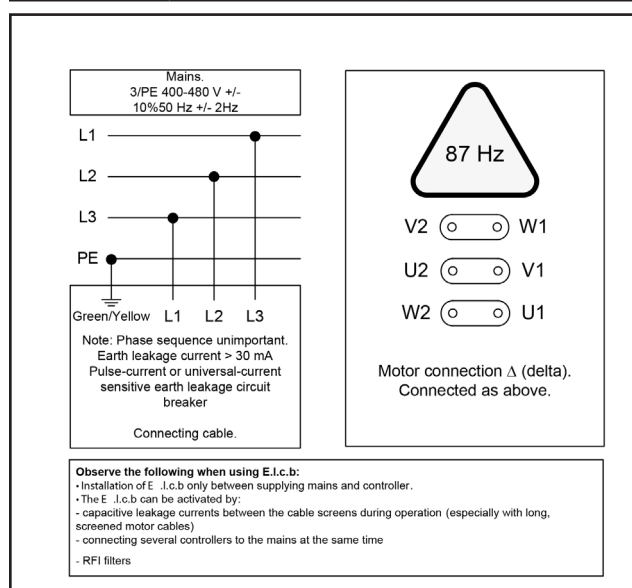 Mains.
3/PE 400-480 V +/-
10%50 Hz +/- 2Hz
L1
L2
L3
PE
Green/Yellow L1 L2 L3
Note: Phase sequence unimportant.
Earth leakage current > 30 mA
Pulse-current or universal-current
sensitive earth leakage circuit
breaker
Connecting cable.
87 Hz
V2 W1
U2 V1
W2 U1
Motor connection Δ (delta).
Connected as above.
Observe the following when using E.l.c.b:
• Installation of E .l.c.b only between supplying mains and controller.
• The E .l.c.b can be activated by:
- capacitive leakage currents between the cable screens during operation (especially with long,
screened motor cables)
- connecting several controllers to the mains at the same time
- RFI filters